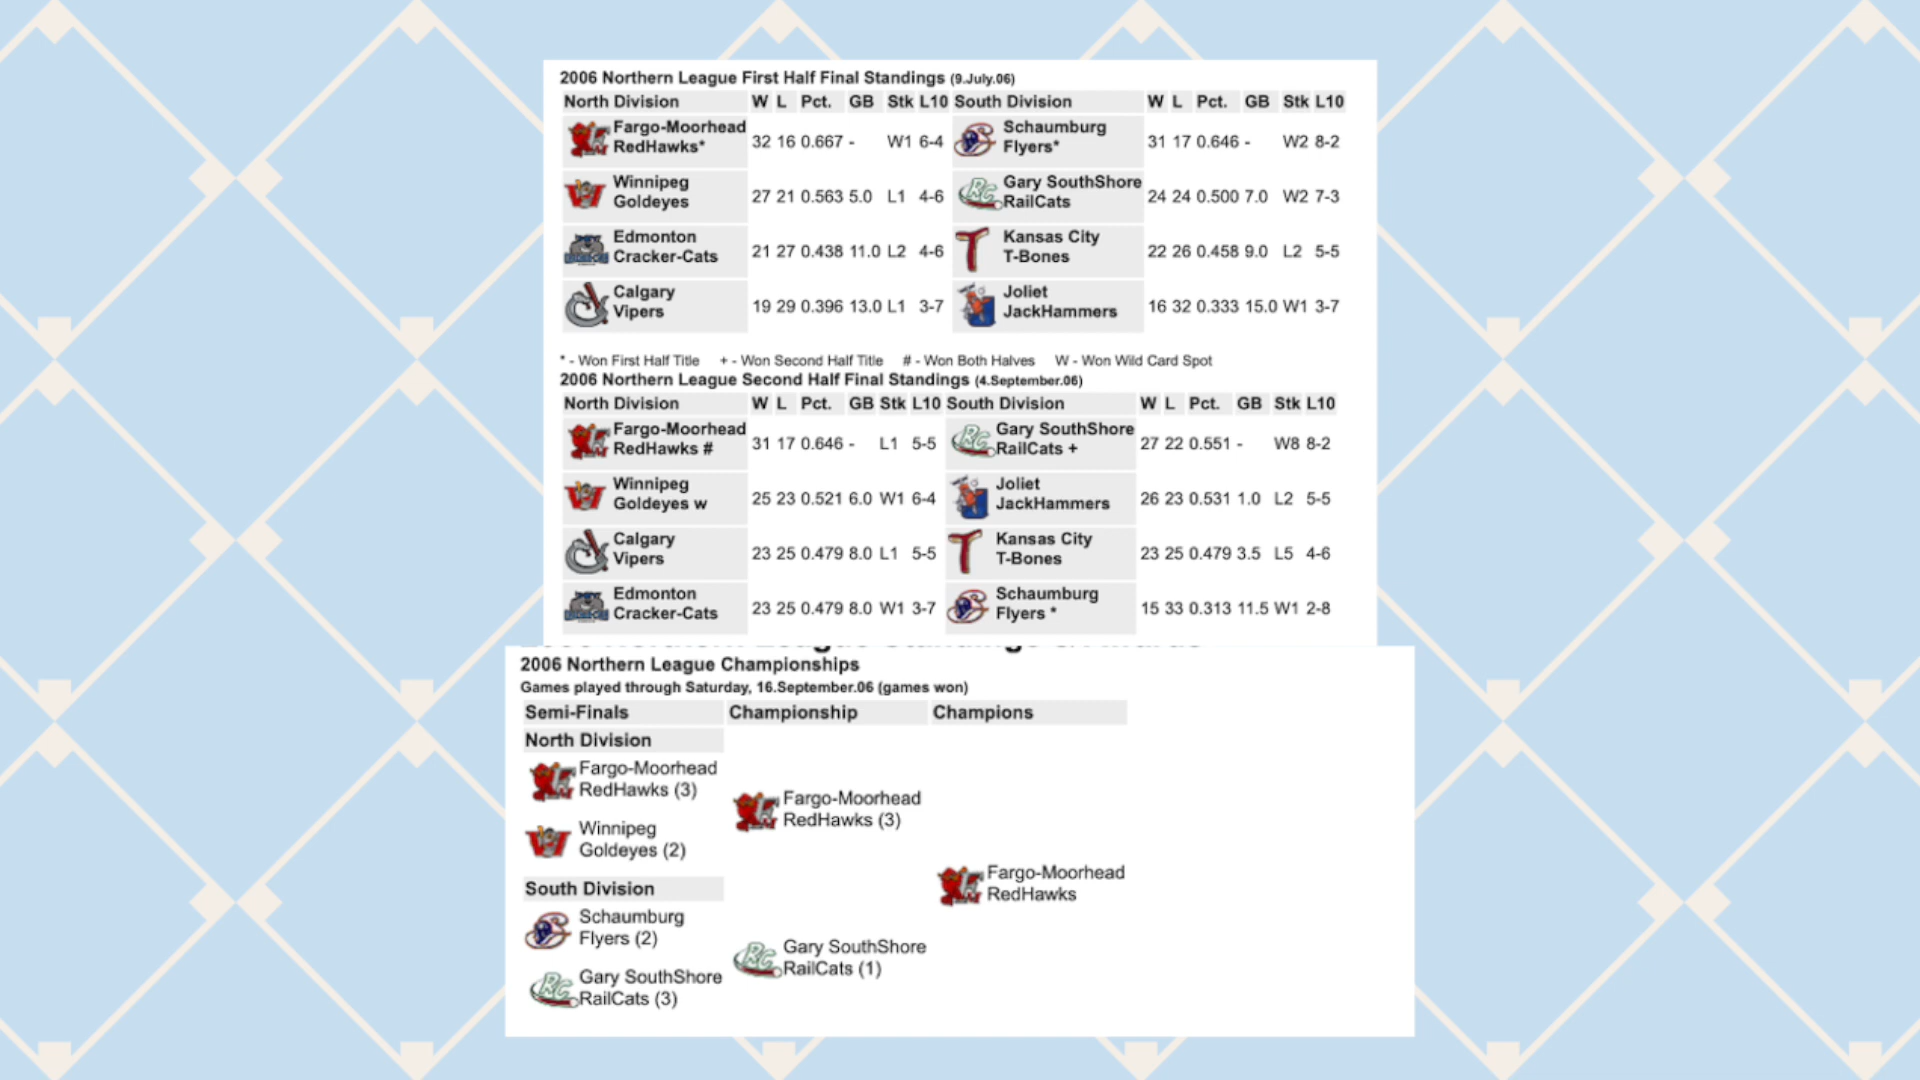 2006 Northern League First Half Final Standings (9.July.06)
North Division W L Pct. GB Stk L10 South Division W L Pct. GB Stk L10
Fargo-Moorhead RedHawks* 32 16 0.667 - W1 6-4 Schaumburg Flyers* 31 17 0.646 - W2 8-2
Winnipeg Goldeyes 27 21 0.563 5.0 L1 4-6 Gary SouthShore RailCats 24 24 0.500 7.0 W2 7-3
Edmonton Cracker-Cats 21 27 0.438 11.0 L2 4-6 Kansas City T-Bones 22 26 0.458 9.0 L2 5-5
Calgary Vipers 19 29 0.396 13.0 L1 3-7 Joliet JackHammers 16 32 0.333 15.0 W1 3-7
* - Won First Half Title + - Won Second Half Title # - Won Both Halves W - Won Wild Card Spot
2006 Northern League Second Half Final Standings (4.September.06)
North Division W L Pct. GB Stk L10 South Division W L Pct. GB Stk L10
Fargo-Moorhead RedHawks # 31 17 0.646 - L1 5-5 Gary SouthShore RailCats + 27 22 0.551 - W8 8-2
Winnipeg Goldeyes w 25 23 0.521 6.0 W1 6-4 Joliet JackHammers 26 23 0.531 1.0 L2 5-5
Calgary Vipers 23 25 0.479 8.0 L1 5-5 Kansas City T-Bones 23 25 0.479 3.5 L5 4-6
Edmonton Cracker-Cats 23 25 0.479 8.0 W1 3-7 Schaumburg Flyers * 15 33 0.313 11.5 W1 2-8
2006 Northern League Championships
Games played through Saturday, 16.September.06 (games won)
Semi-Finals Championship Champions
North Division
Fargo-Moorhead
RedHawks (3)
Winnipeg
Goldeyes (2)
South Division
Schaumburg
Flyers (2)
Gary SouthShore
RailCats (3)
Fargo-Moorhead
RedHawks (3)
Gary SouthShore
RailCats (1)
Fargo-Moorhead
RedHawks